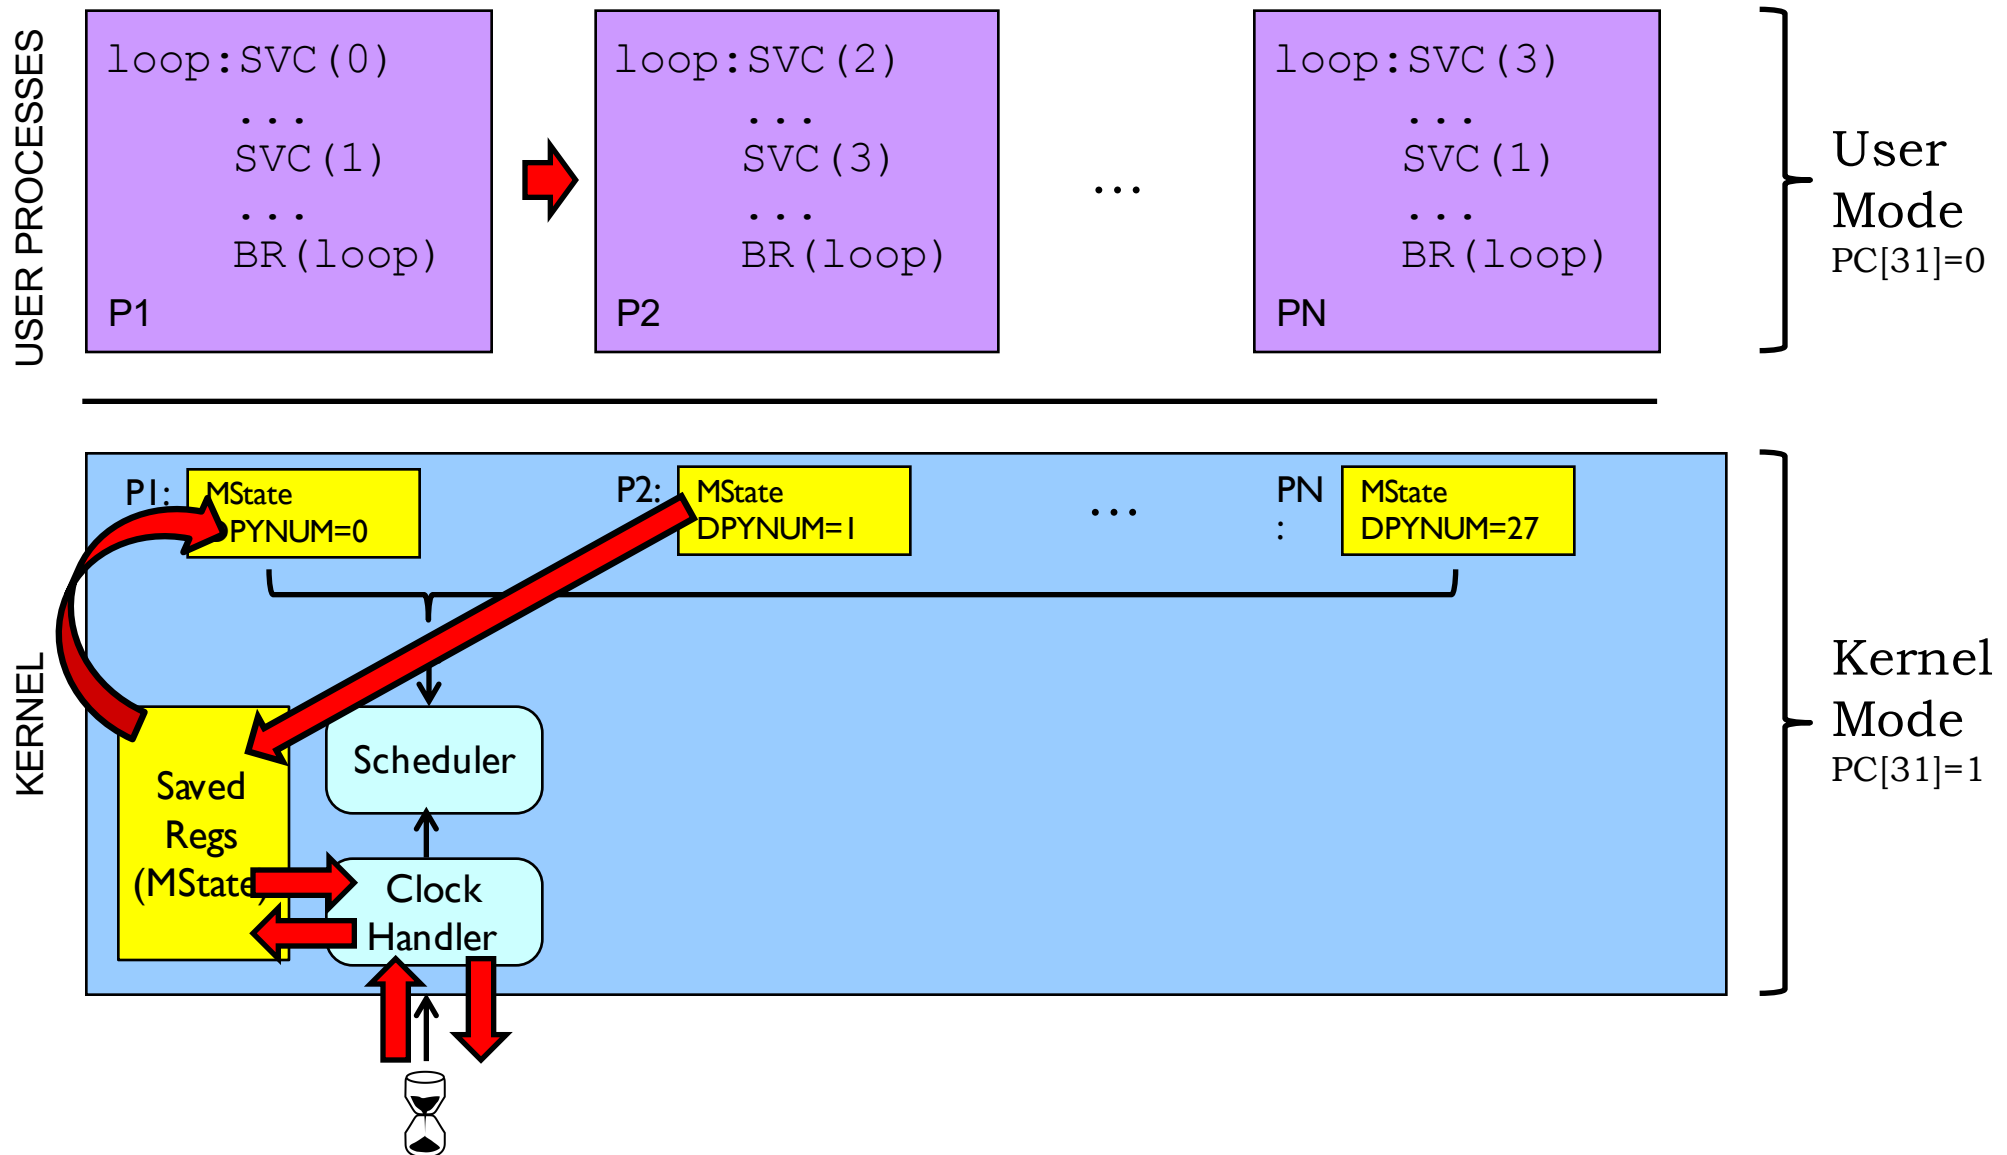 USER PROCESSES
loop:SVC(0)
...
SVC(1)
...
BR(loop)
P1
loop:SVC(2)
...
SVC(3)
...
BR(loop)
P2
...
loop:SVC(3)
...
SVC(1)
...
BR(loop)
PN
User
Mode
PC[31]=0
KERNEL
P1:
MState
DPYNUM=0
P2:
MState
DPYNUM=1
...
PN
:
MState
DPYNUM=27
Scheduler
Saved
Regs
(MState)
Clock
Handler
Kernel
Mode
PC[31]=1